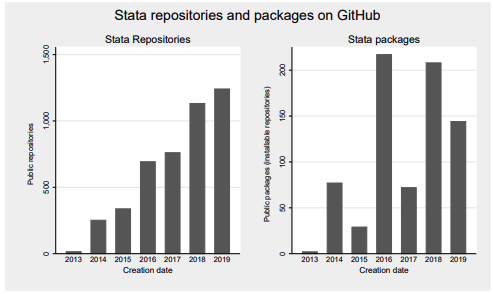 Stata repositories and packages on GitHub
Stata Repositories
Public repositories
1,500
1,000
500
0
2013 2014 2015 2016 2017 2018 2019
Creation date
Stata packages
Public packages (Installable repositories)
200
150
100
50
0
2013 2014 2015 2016 2017 2018 2019
Creation date